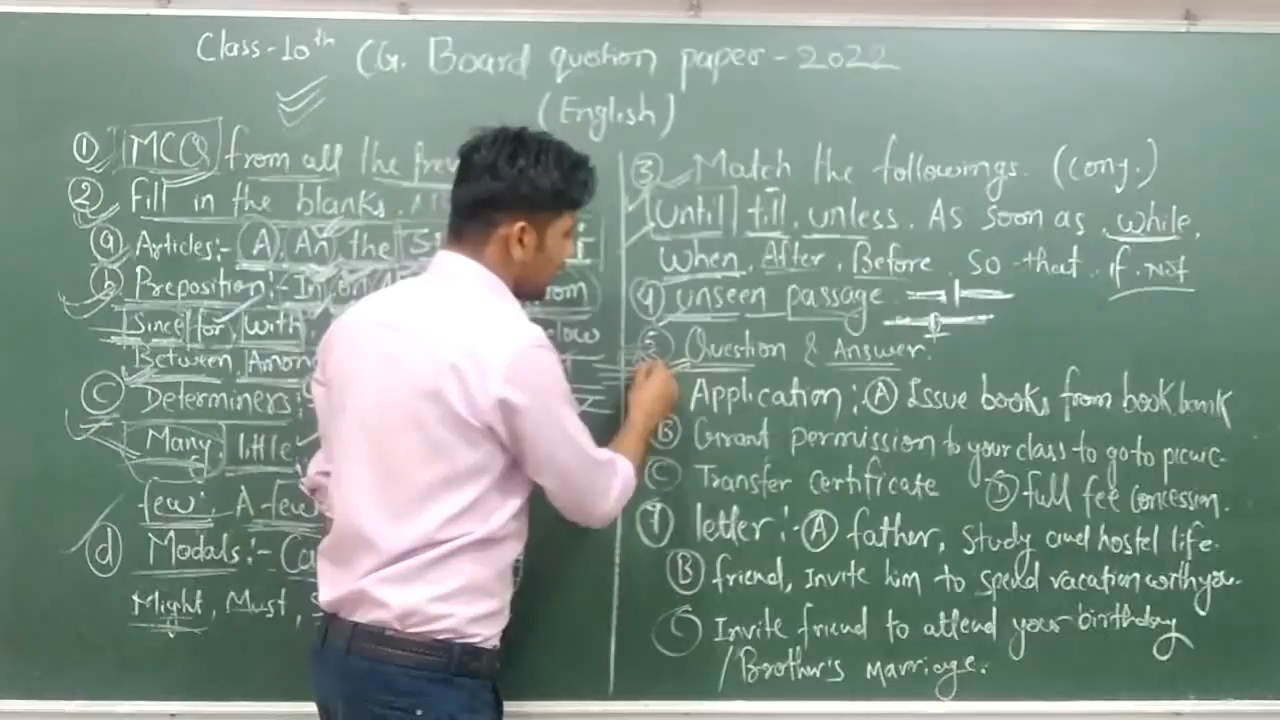 Class-10th CG. Board question paper - 2022
(English)
① MCQ from all the
② Fill in the blanks.
ⓐ Articles:- A, An, the
ⓑ Preposition:- In, on
Since, for, with
Between, Among
Ⓒ Determiners:
Many, little
few, A few
ⓓ Modals:-
Might, Must,
③ Match the followings. (conj.)
Until, till, unless, As soon as, while,
When, After, Before, so that, if, not
④ unseen passage
⑤ Question & Answer.
Application: Ⓐ Issue books from book bank
Ⓑ Grant permission to your class to go to picnic
Ⓒ Transfer certificate Ⓓ full fee concession.
⑦ letter:- Ⓐ father, study and hostel life.
Ⓑ friend, Invite him to spend vacation with you.
Ⓒ Invite friend to attend your birthday
/Brother's marriage.